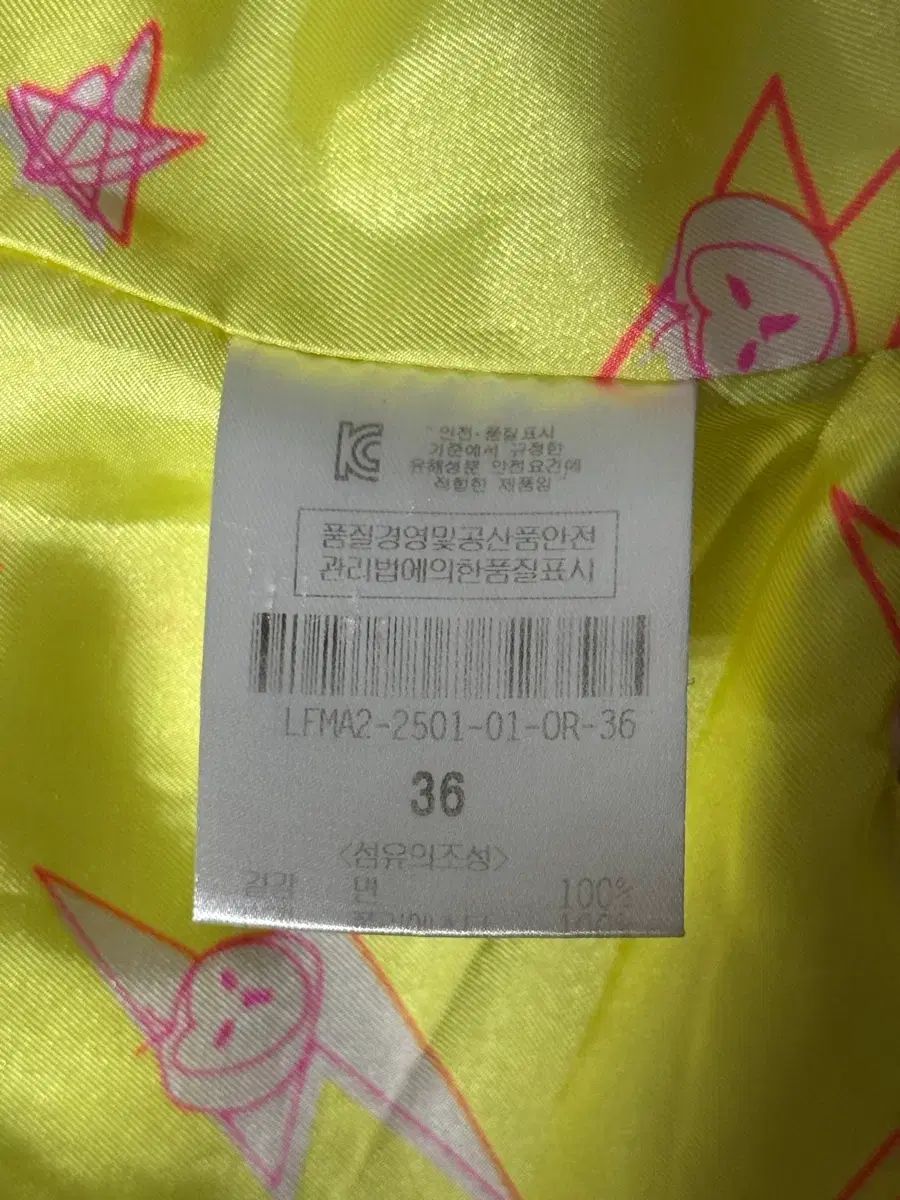 KC
안전·품질표시
기준에서 규정한
유해성분 안전요건에
적합한 제품임
품질경영및공산품안전
관리법에의한품질표시
LFMA2-2501-01-OR-36
36
<섬유의조성>
겉감 면 100%
100%